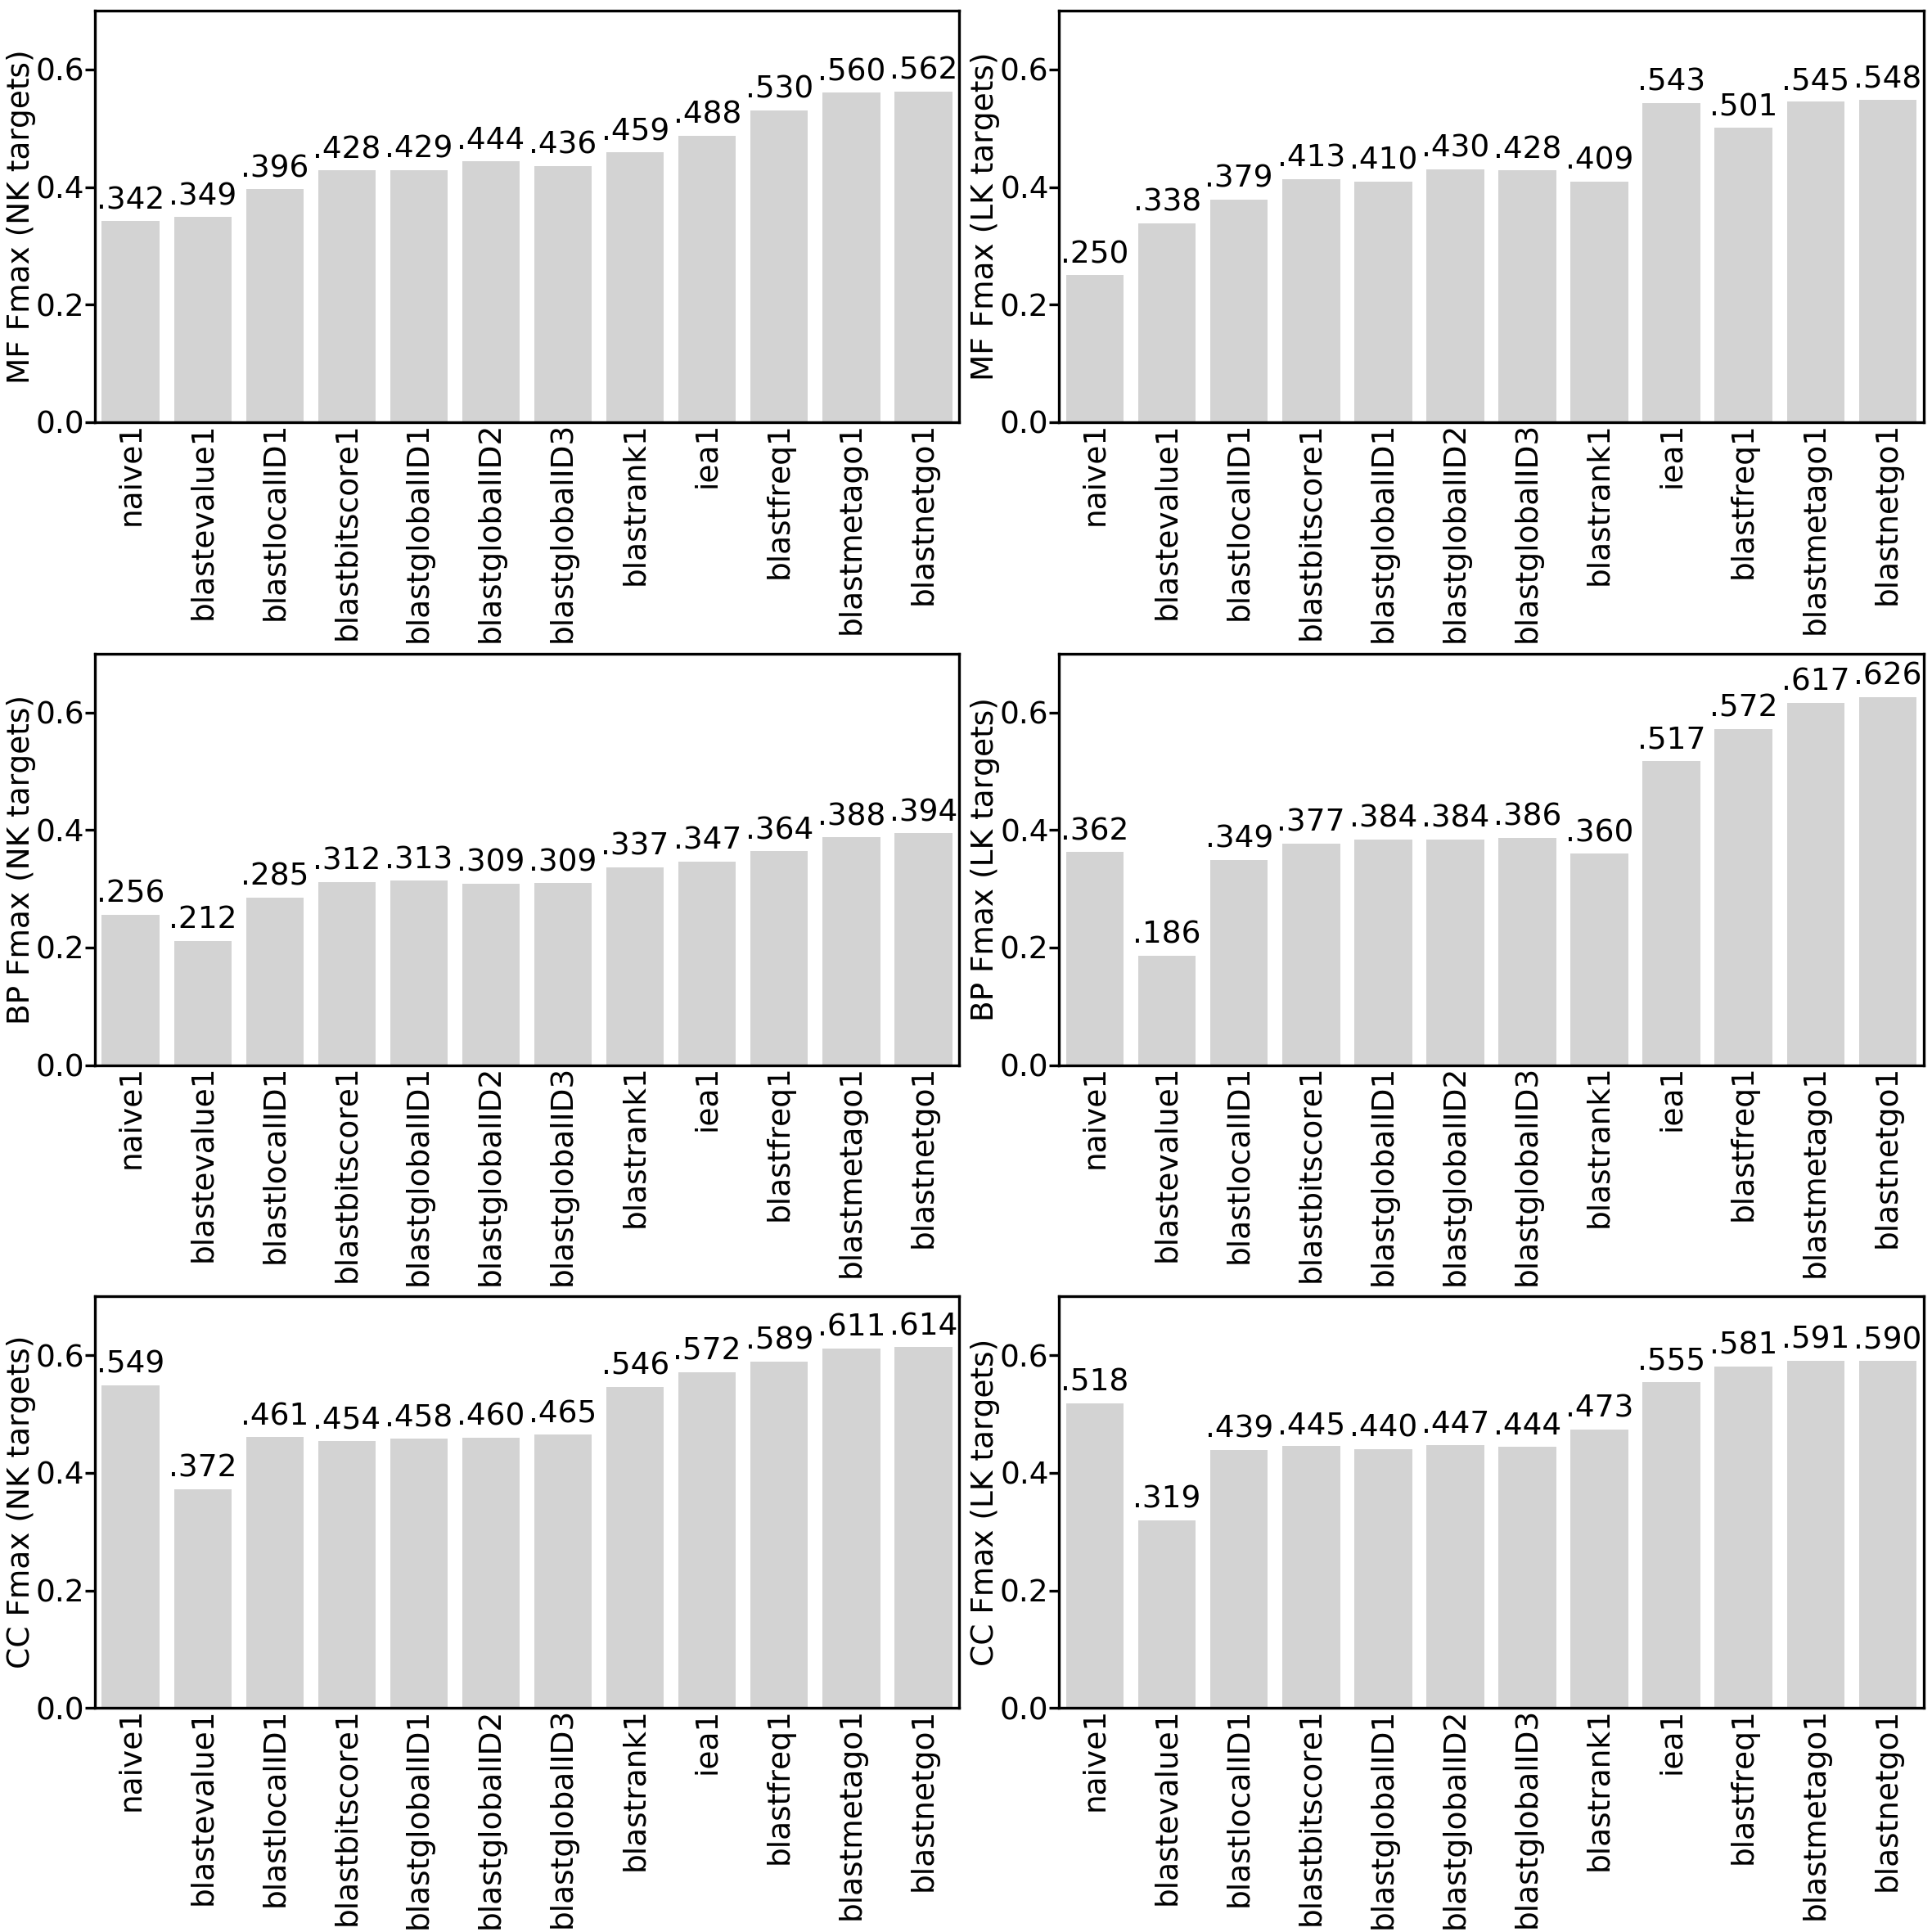 MF Fmax (NK targets)
0.6
0.4
0.2
0.0
.342 .349 .396 .428 .429 .444 .436 .459 .488 .530 .560 .562
naive1
blastevalue1
blastlocalID1
blastbitscore1
blastglobalID1
blastglobalID2
blastglobalID3
blastrank1
iea1
blastfreq1
blastmetago1
blastnetgo1
MF Fmax (LK targets)
0.6
0.4
0.2
0.0
.250 .338 .379 .413 .410 .430 .428 .409 .543 .501 .545 .548
naive1
blastevalue1
blastlocalID1
blastbitscore1
blastglobalID1
blastglobalID2
blastglobalID3
blastrank1
iea1
blastfreq1
blastmetago1
blastnetgo1
BP Fmax (NK targets)
0.6
0.4
0.2
0.0
.256 .212 .285 .312 .313 .309 .309 .337 .347 .364 .388 .394
naive1
blastevalue1
blastlocalID1
blastbitscore1
blastglobalID1
blastglobalID2
blastglobalID3
blastrank1
iea1
blastfreq1
blastmetago1
blastnetgo1
BP Fmax (LK targets)
0.6
0.4
0.2
0.0
.362 .186 .349 .377 .384 .384 .386 .360 .517 .572 .617 .626
naive1
blastevalue1
blastlocalID1
blastbitscore1
blastglobalID1
blastglobalID2
blastglobalID3
blastrank1
iea1
blastfreq1
blastmetago1
blastnetgo1
CC Fmax (NK targets)
0.6
0.4
0.2
0.0
.549 .372 .461 .454 .458 .460 .465 .546 .572 .589 .611 .614
naive1
blastevalue1
blastlocalID1
blastbitscore1
blastglobalID1
blastglobalID2
blastglobalID3
blastrank1
iea1
blastfreq1
blastmetago1
blastnetgo1
CC Fmax (LK targets)
0.6
0.4
0.2
0.0
.518 .319 .439 .445 .440 .447 .444 .473 .555 .581 .591 .590
naive1
blastevalue1
blastlocalID1
blastbitscore1
blastglobalID1
blastglobalID2
blastglobalID3
blastrank1
iea1
blastfreq1
blastmetago1
blastnetgo1